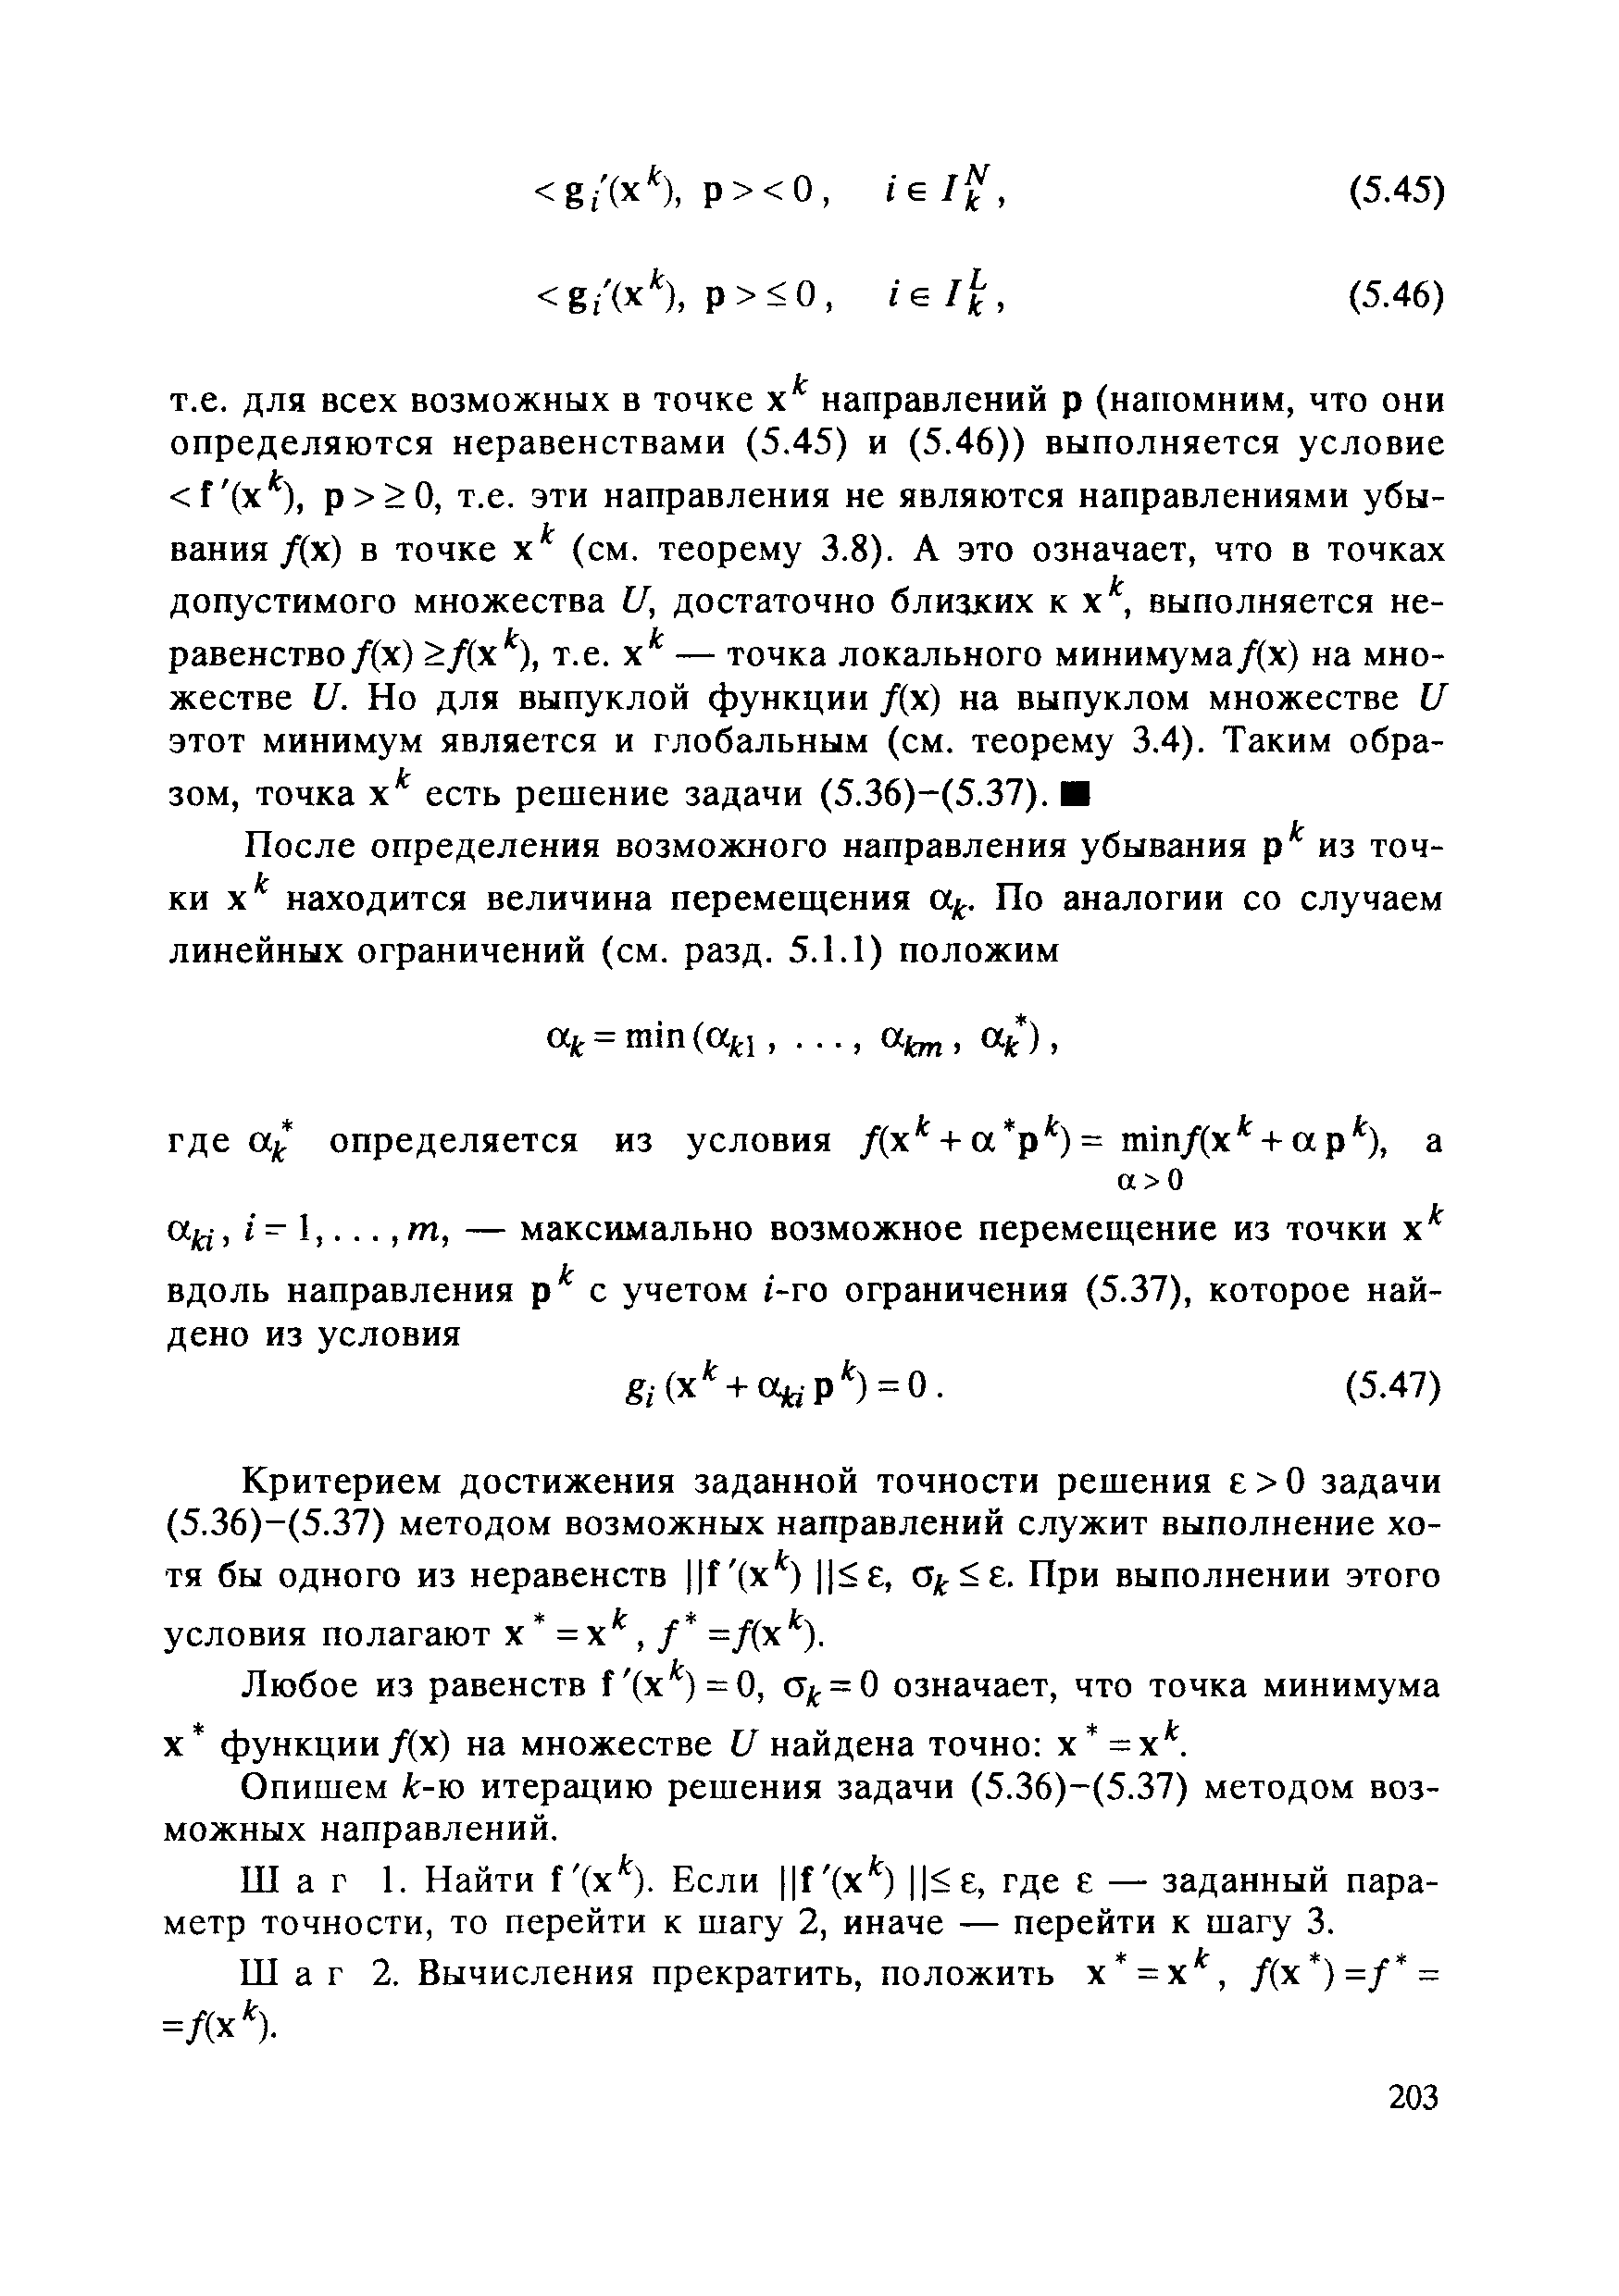 <g_i′(x^k), p> < 0, i ∈ I_k^N, (5.45)
<g_i′(x^k), p> ≤ 0, i ∈ I_k^L, (5.46)
т.е. для всех возможных в точке x^k направлений p (напомним, что они
определяются неравенствами (5.45) и (5.46)) выполняется условие
<f′(x^k), p> ≥ 0, т.е. эти направления не являются направлениями убы-
вания f(x) в точке x^k (см. теорему 3.8). А это означает, что в точках
допустимого множества U, достаточно близких к x^k, выполняется не-
равенство f(x) ≥ f(x^k), т.е. x^k — точка локального минимума f(x) на мно-
жестве U. Но для выпуклой функции f(x) на выпуклом множестве U
этот минимум является и глобальным (см. теорему 3.4). Таким обра-
зом, точка x^k есть решение задачи (5.36)–(5.37). ■
После определения возможного направления убывания p^k из точ-
ки x^k находится величина перемещения α_k. По аналогии со случаем
линейных ограничений (см. разд. 5.1.1) положим
α_k = min(α_k1, ..., α_km, α_k^*),
где α_k^* определяется из условия f(x^k + α^*p^k) = minf(x^k + αp^k), а
α > 0
α_ki, i = 1,...,m, — максимально возможное перемещение из точки x^k
вдоль направления p^k с учетом i-го ограничения (5.37), которое най-
дено из условия
g_i(x^k + α_ki p^k) = 0. (5.47)
Критерием достижения заданной точности решения ε > 0 задачи
(5.36)–(5.37) методом возможных направлений служит выполнение хо-
тя бы одного из неравенств ||f′(x^k)|| ≤ ε, σ_k ≤ ε. При выполнении этого
условия полагают x^* = x^k, f^* = f(x^k).
Любое из равенств f′(x^k) = 0, σ_k = 0 означает, что точка минимума
x^* функции f(x) на множестве U найдена точно: x^* = x^k.
Опишем k-ю итерацию решения задачи (5.36)–(5.37) методом воз-
можных направлений.
Ш а г 1. Найти f′(x^k). Если ||f′(x^k)|| ≤ ε, где ε — заданный пара-
метр точности, то перейти к шагу 2, иначе — перейти к шагу 3.
Ш а г 2. Вычисления прекратить, положить x^* = x^k, f(x^*) = f^* =
= f(x^k).
203